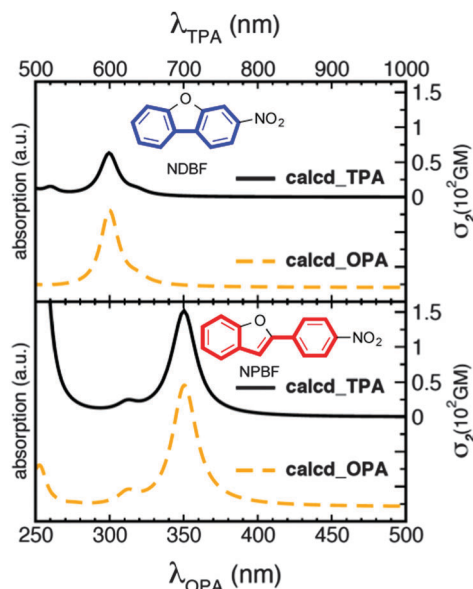 λTPA (nm)
500 600 700 800 900 1000
O
NO2
NDBF
calcd_TPA
calcd_OPA
absorption (a.u.)
1.5
1
0.5
0
σ2(10²GM)
O
NO2
NPBF
calcd_TPA
calcd_OPA
absorption (a.u.)
1.5
1
0.5
0
σ2(10²GM)
250 300 350 400 450 500
λOPA (nm)